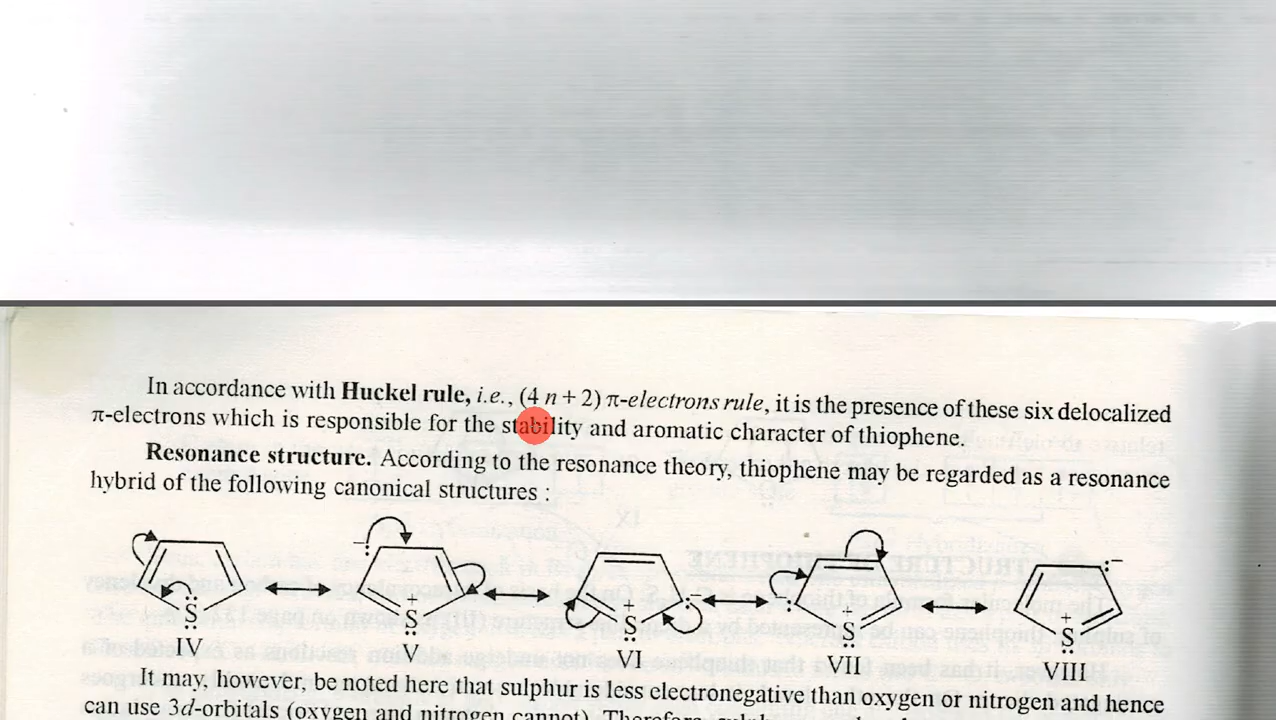 In accordance with Huckel rule, i.e., (4 n + 2) π-electrons rule, it is the presence of these six delocalized
π-electrons which is responsible for the stability and aromatic character of thiophene.
Resonance structure. According to the resonance theory, thiophene may be regarded as a resonance
hybrid of the following canonical structures :
S + S + S + S + S
IV V VI VII VIII
It may, however, be noted here that sulphur is less electronegative than oxygen or nitrogen and hence
can use 3d-orbitals (oxygen and nitrogen cannot). Therefore,